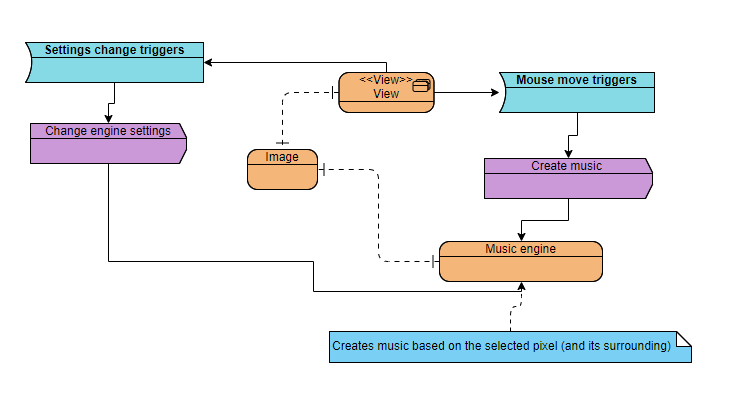 Settings change triggers
<<View>>
View
Mouse move triggers
Change engine settings
Image
Create music
Music engine
Creates music based on the selected pixel (and its surrounding)